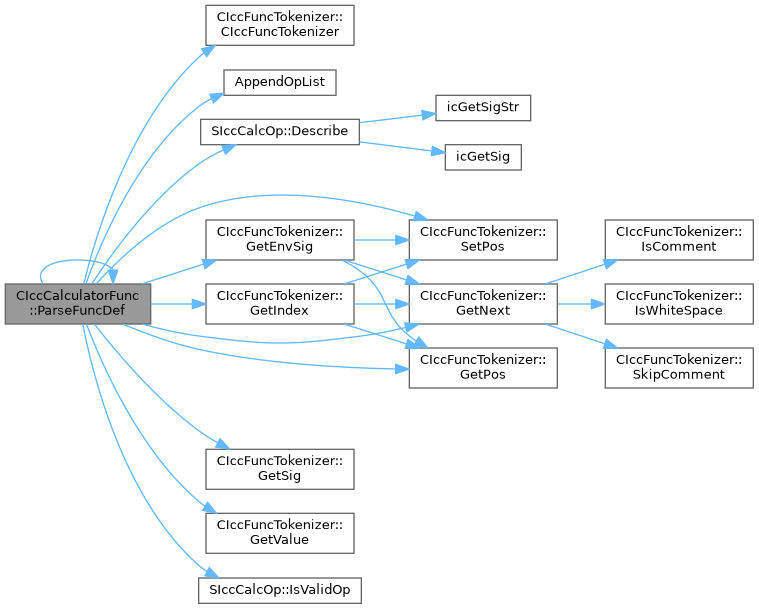 CIccFuncTokenizer::
CIccFuncTokenizer
AppendOpList
SIccCalcOp::Describe
icGetSigStr
icGetSig
CIccFuncTokenizer::
GetEnvSig
CIccFuncTokenizer::
SetPos
CIccFuncTokenizer::
IsComment
CIccCalculatorFunc
::ParseFuncDef
CIccFuncTokenizer::
GetIndex
CIccFuncTokenizer::
GetNext
CIccFuncTokenizer::
IsWhiteSpace
CIccFuncTokenizer::
GetPos
CIccFuncTokenizer::
SkipComment
CIccFuncTokenizer::
GetSig
CIccFuncTokenizer::
GetValue
SIccCalcOp::IsValidOp